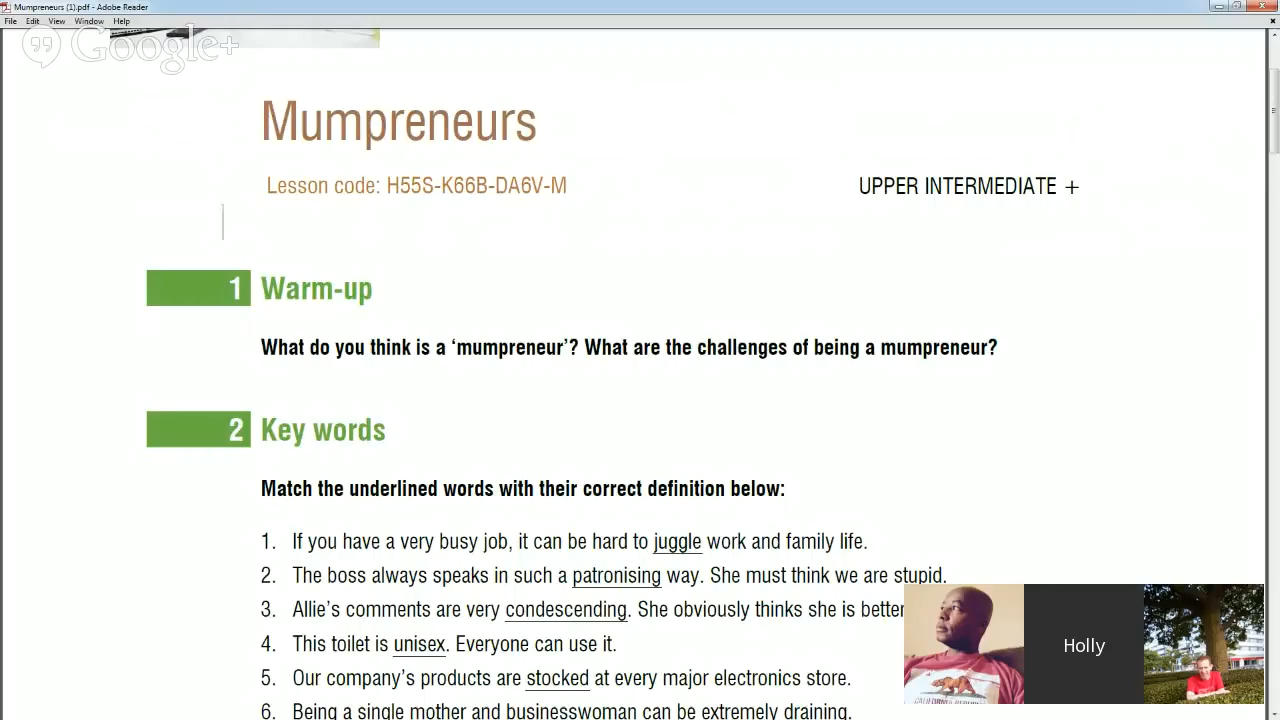 Mumpreneurs (1).pdf - Adobe Reader
File Edit View Window Help
Google+
Mumpreneurs
Lesson code: H55S-K66B-DA6V-M
UPPER INTERMEDIATE +
1 Warm-up
What do you think is a ‘mumpreneur’? What are the challenges of being a mumpreneur?
2 Key words
Match the underlined words with their correct definition below:
1. If you have a very busy job, it can be hard to juggle work and family life.
2. The boss always speaks in such a patronising way. She must think we are stupid.
3. Allie’s comments are very condescending. She obviously thinks she is better
4. This toilet is unisex. Everyone can use it.
5. Our company’s products are stocked at every major electronics store.
6. Being a single mother and businesswoman can be extremely draining.
Holly
CALIFORNIA REPUBLIC